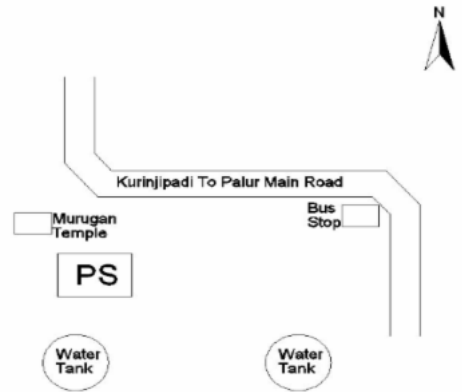 N
Kurinjipadi To Palur Main Road
Bus
Stop
Murugan
Temple
PS
Water
Tank
Water
Tank